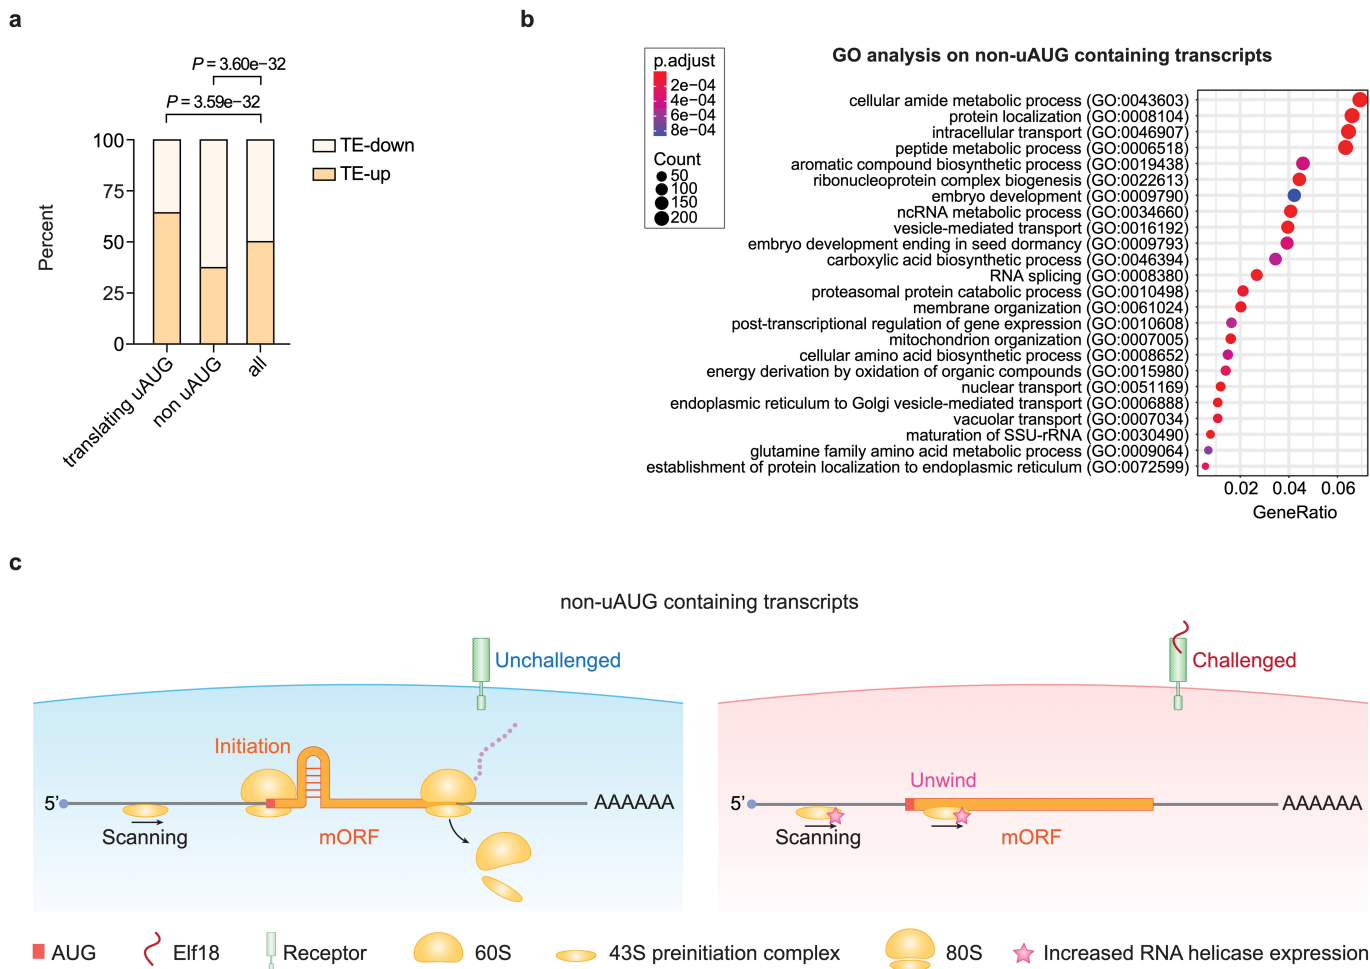 a
P = 3.60e−32
P = 3.59e−32
100
75
50
25
0
Percent
translating uAUG
non uAUG
all
TE-down
TE-up
b
GO analysis on non-uAUG containing transcripts
p.adjust
2e−04
4e−04
6e−04
8e−04
Count
50
100
150
200
cellular amide metabolic process (GO:0043603)
protein localization (GO:0008104)
intracellular transport (GO:0046907)
peptide metabolic process (GO:0006518)
aromatic compound biosynthetic process (GO:0019438)
ribonucleoprotein complex biogenesis (GO:0022613)
embryo development (GO:0009790)
ncRNA metabolic process (GO:0034660)
vesicle-mediated transport (GO:0016192)
embryo development ending in seed dormancy (GO:0009793)
carboxylic acid biosynthetic process (GO:0046394)
RNA splicing (GO:0008380)
proteasomal protein catabolic process (GO:0010498)
membrane organization (GO:0061024)
post-transcriptional regulation of gene expression (GO:0010608)
mitochondrion organization (GO:0007005)
cellular amino acid biosynthetic process (GO:0008652)
energy derivation by oxidation of organic compounds (GO:0015980)
nuclear transport (GO:0051169)
endoplasmic reticulum to Golgi vesicle-mediated transport (GO:0006888)
vacuolar transport (GO:0007034)
maturation of SSU-rRNA (GO:0030490)
glutamine family amino acid metabolic process (GO:0009064)
establishment of protein localization to endoplasmic reticulum (GO:0072599)
0.02 0.04 0.06
GeneRatio
c
non-uAUG containing transcripts
Unchallenged
Initiation
5’
AAAAAA
Scanning
mORF
Challenged
Unwind
5’
AAAAAA
Scanning
mORF
AUG
Elf18
Receptor
60S
43S preinitiation complex
80S
Increased RNA helicase expression